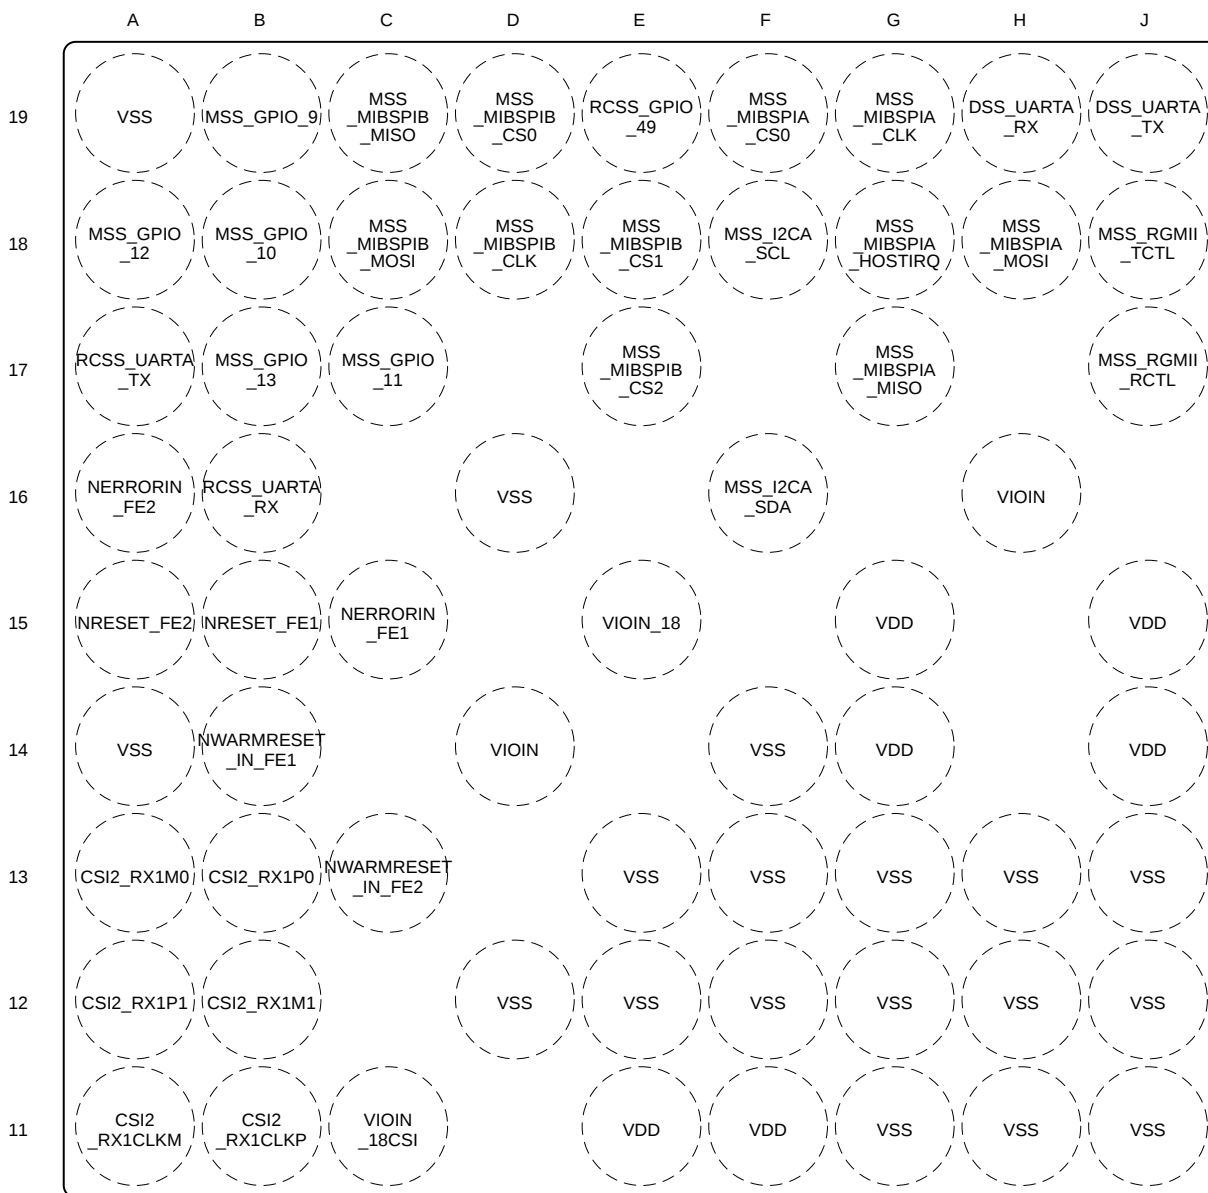 A B C D E F G H J
19 VSS MSS_GPIO_9 MSS _MIBSPIB _MISO MSS _MIBSPIB _CS0 RCSS_GPIO _49 MSS _MIBSPIA _CS0 MSS _MIBSPIA _CLK DSS_UARTA _RX DSS_UARTA _TX
18 MSS_GPIO _12 MSS_GPIO _10 MSS _MIBSPIB _MOSI MSS _MIBSPIB _CLK MSS _MIBSPIB _CS1 MSS_I2CA _SCL MSS _MIBSPIA _HOSTIRQ MSS _MIBSPIA _MOSI MSS_RGMII _TCTL
17 RCSS_UARTA _TX MSS_GPIO _13 MSS_GPIO _11 MSS _MIBSPIB _CS2 MSS _MIBSPIA _MISO MSS_RGMII _RCTL
16 NERRORIN _FE2 RCSS_UARTA _RX VSS MSS_I2CA _SDA VIOIN
15 NRESET_FE2 NRESET_FE1 NERRORIN _FE1 VIOIN_18 VDD VDD
14 VSS NWARMRESET _IN_FE1 VIOIN VSS VDD VDD
13 CSI2_RX1M0 CSI2_RX1P0 NWARMRESET _IN_FE2 VSS VSS VSS VSS VSS
12 CSI2_RX1P1 CSI2_RX1M1 VSS VSS VSS VSS VSS VSS
11 CSI2 _RX1CLKM CSI2 _RX1CLKP VIOIN _18CSI VDD VDD VSS VSS VSS